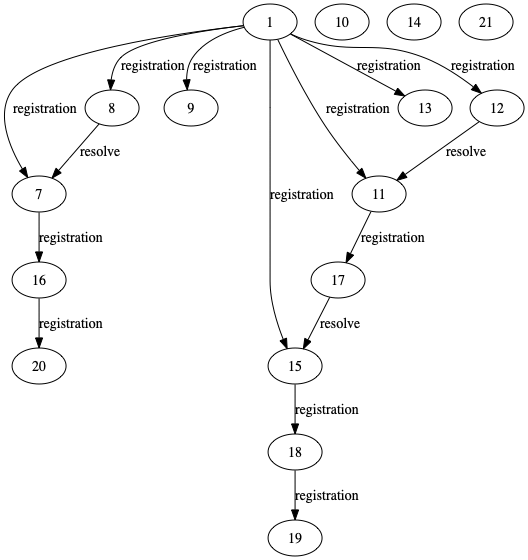 1 10 14 21
registration registration registration registration
registration 8 9 registration 13 12
resolve resolve
7 registration 11
registration registration
16 17
registration resolve
20 15
registration
18
registration
19